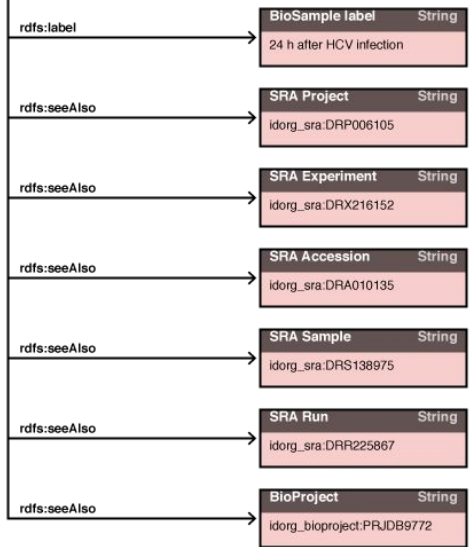 rdfs:label
BioSample label String
24 h after HCV infection
rdfs:seeAlso
SRA Project String
idorg_sra:DRP006105
rdfs:seeAlso
SRA Experiment String
idorg_sra:DRX216152
rdfs:seeAlso
SRA Accession String
idorg_sra:DRA010135
rdfs:seeAlso
SRA Sample String
idorg_sra:DRS138975
rdfs:seeAlso
SRA Run String
idorg_sra:DRR225867
rdfs:seeAlso
BioProject String
idorg_bioproject:PRJDB9772